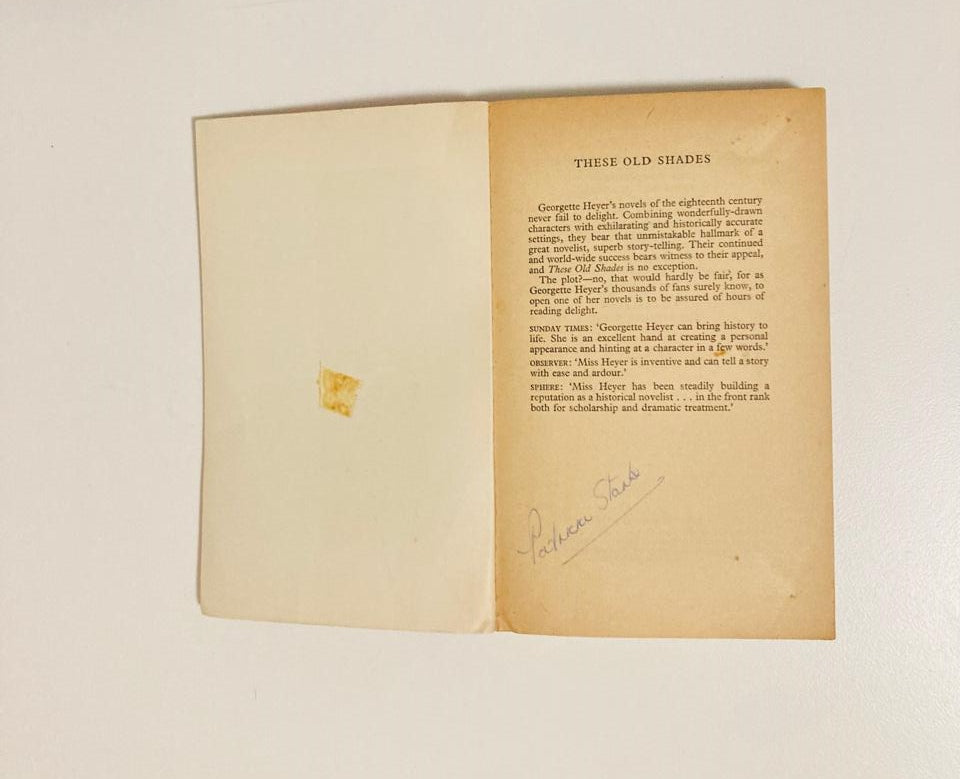 THESE OLD SHADES
Georgette Heyer's novels of the eighteenth century
never fail to delight. Combining wonderfully-drawn
characters with exhilarating and historically accurate
settings, they bear that unmistakable hallmark of a
great novelist, superb story-telling. Their continued
and world-wide success bears witness to their appeal,
and These Old Shades is no exception.
The plot?—no, that would hardly be fair, for as
Georgette Heyer's thousands of fans surely know, to
open one of her novels is to be assured of hours of
reading delight.
SUNDAY TIMES: 'Georgette Heyer can bring history to
life. She is an excellent hand at creating a personal
appearance and hinting at a character in a few words.'
OBSERVER: 'Miss Heyer is inventive and can tell a story
with ease and ardour.'
SPHERE: 'Miss Heyer has been steadily building a
reputation as a historical novelist . . . in the front rank
both for scholarship and dramatic treatment.'
Patricia